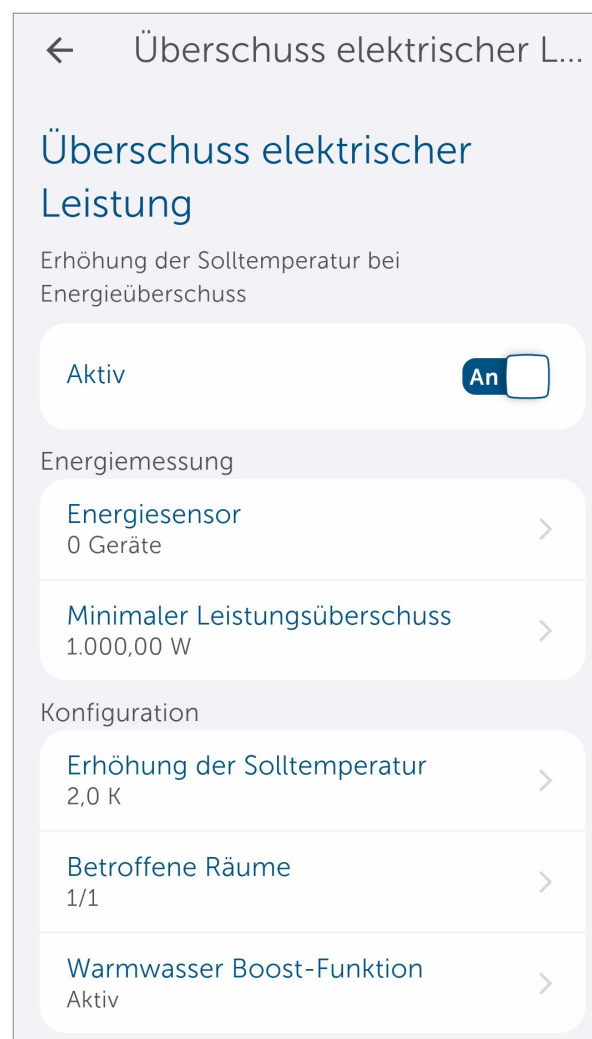 Überschuss elektrischer L...
Überschuss elektrischer
Leistung
Erhöhung der Solltemperatur bei
Energieüberschuss
Aktiv
An
Energiemessung
Energiesensor
0 Geräte
Minimaler Leistungsüberschuss
1.000,00 W
Konfiguration
Erhöhung der Solltemperatur
2,0 K
Betroffene Räume
1/1
Warmwasser Boost-Funktion
Aktiv